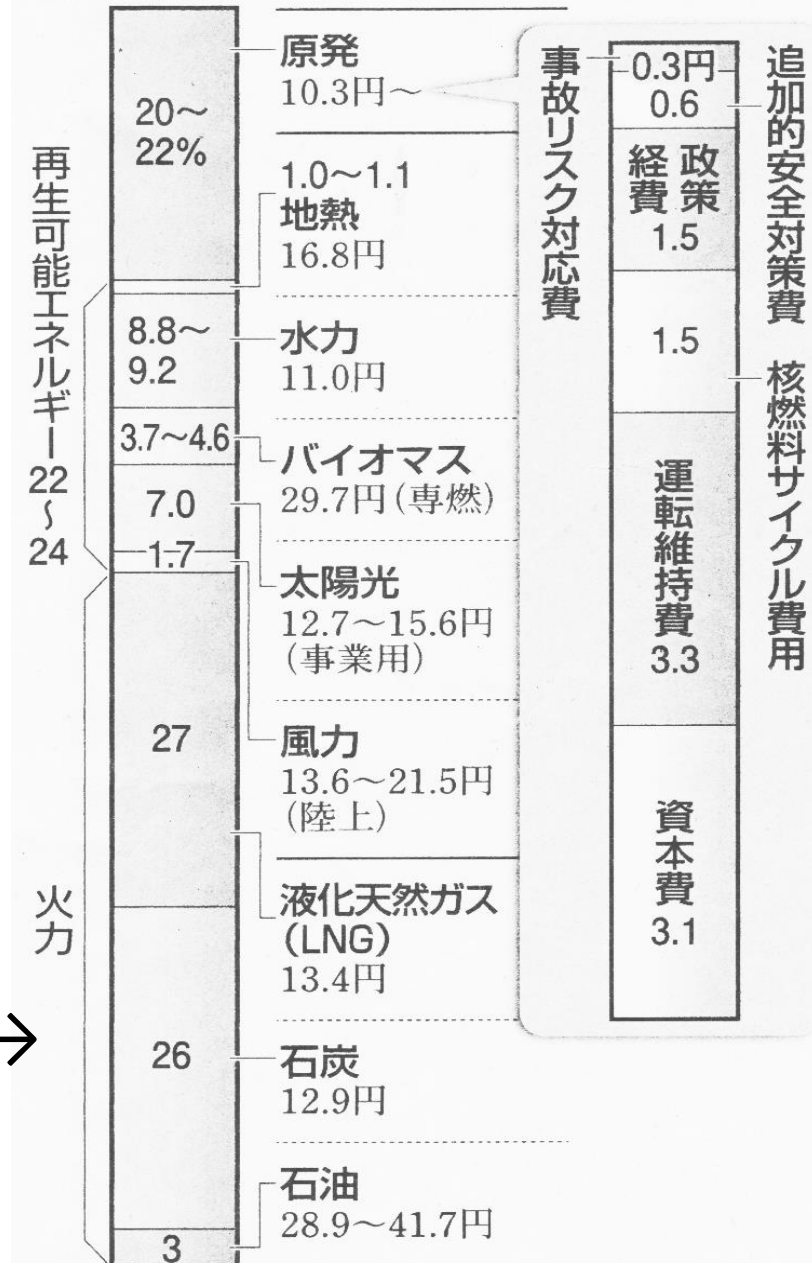 再生可能エネルギー22〜24
火力
20〜
22%
8.8〜
9.2
3.7〜4.6
7.0
1.7
27
26
3
原発
10.3円〜
1.0〜1.1
地熱
16.8円
水力
11.0円
バイオマス
29.7円(専燃)
太陽光
12.7〜15.6円
(事業用)
風力
13.6〜21.5円
(陸上)
液化天然ガス
(LNG)
13.4円
石炭
12.9円
石油
28.9〜41.7円
追加的安全対策費
核燃料サイクル費用
事故リスク対応費
0.3円
0.6
政策
経費
1.5
1.5
運転維持費
3.3
資本費
3.1
→